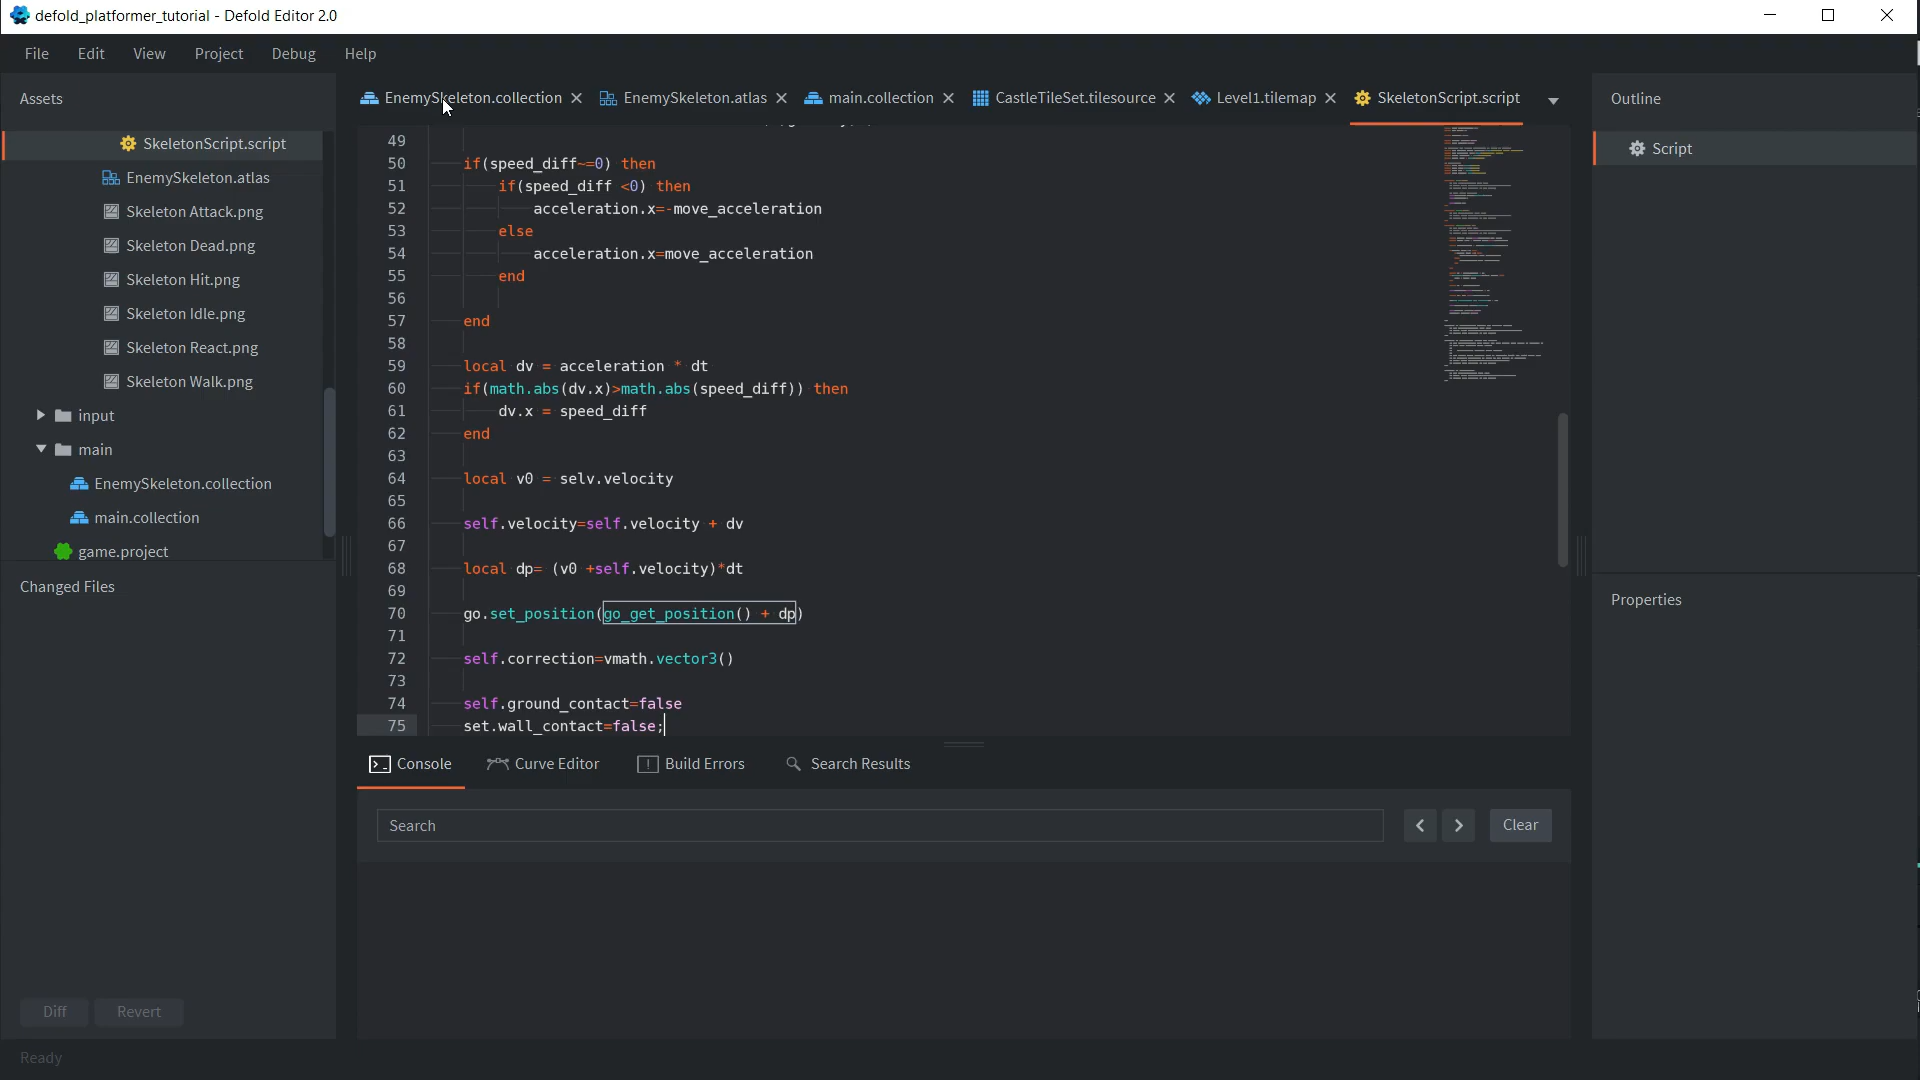 defold_platformer_tutorial - Defold Editor 2.0
File Edit View Project Debug Help
Assets
EnemySkeleton.collection EnemySkeleton.atlas main.collection CastleTileSet.tilesource Level1.tilemap SkeletonScript.script
Outline
SkeletonScript.script
EnemySkeleton.atlas
Skeleton Attack.png
Skeleton Dead.png
Skeleton Hit.png
Skeleton Idle.png
Skeleton React.png
Skeleton Walk.png
input
main
EnemySkeleton.collection
main.collection
game.project
Changed Files
Diff Revert
Ready
49
50 if(speed_diff~=0) then
51 if(speed_diff <0) then
52 acceleration.x=-move_acceleration
53 else
54 acceleration.x=move_acceleration
55 end
56
57 end
58
59 local dv = acceleration * dt
60 if(math.abs(dv.x)>math.abs(speed_diff)) then
61 dv.x = speed_diff
62 end
63
64 local v0 = selv.velocity
65
66 self.velocity=self.velocity + dv
67
68 local dp= (v0 +self.velocity)*dt
69
70 go.set_position(go_get_position() + dp)
71
72 self.correction=vmath.vector3()
73
74 self.ground_contact=false
75 set.wall_contact=false;
Console Curve Editor Build Errors Search Results
Search
Clear
Script
Properties